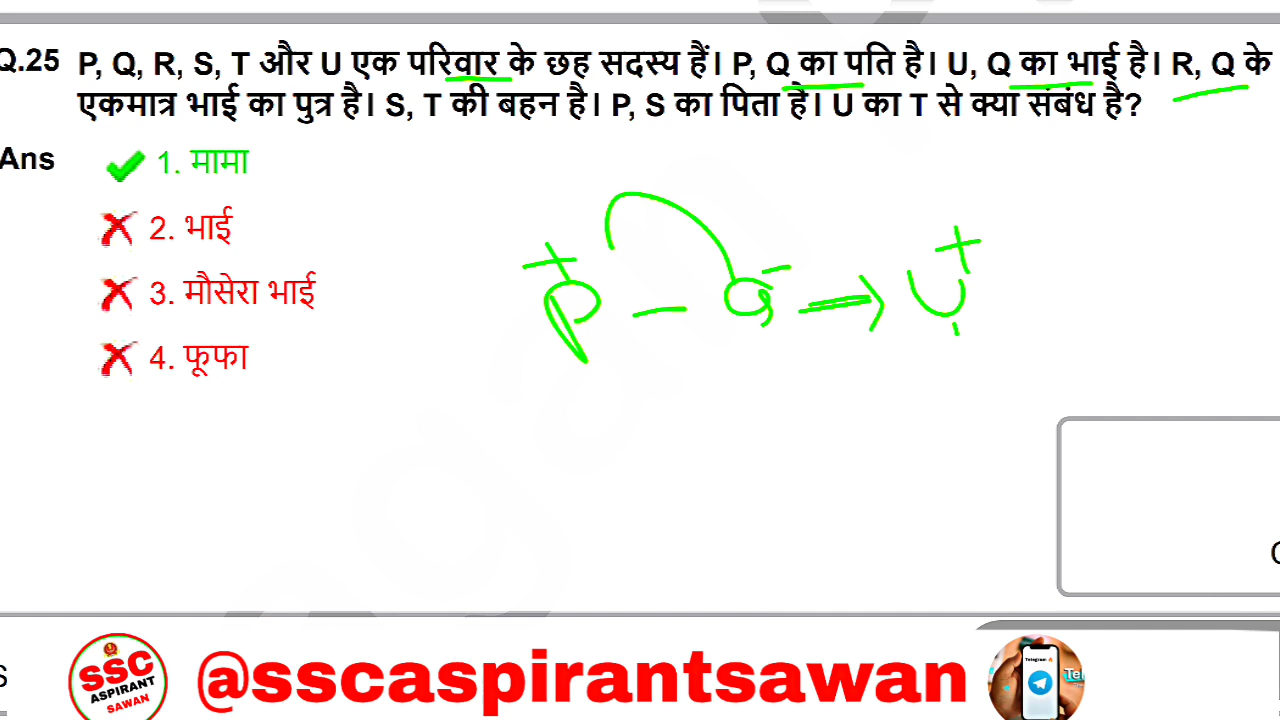 Q.25 P, Q, R, S, T और U एक परिवार के छह सदस्य हैं। P, Q का पति है। U, Q का भाई है। R, Q के
एकमात्र भाई का पुत्र है। S, T की बहन है। P, S का पिता है। U का T से क्या संबंध है?
Ans
1. मामा
2. भाई
3. मौसेरा भाई
4. फूफा
P Q U
SSC
ASPIRANT
SAWAN
@sscaspirantsawan